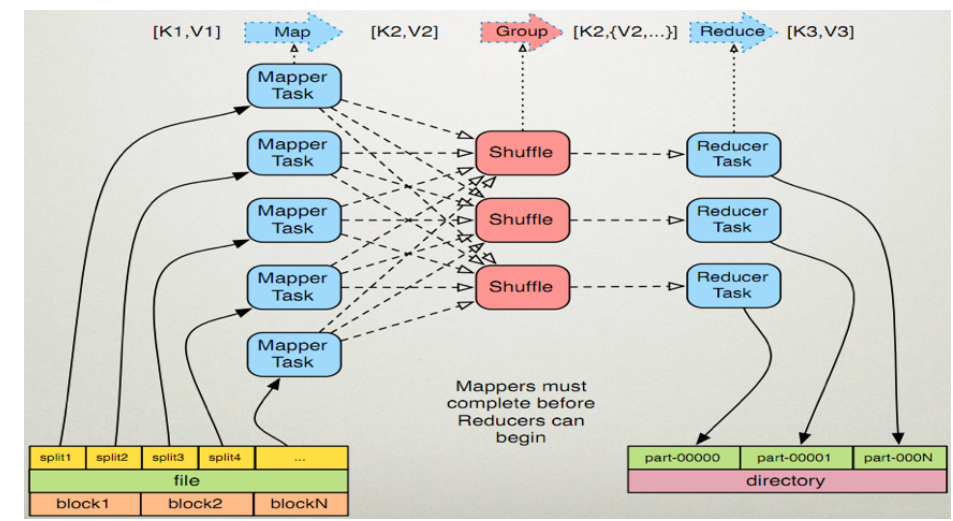 [K1,V1] Map [K2,V2] Group [K2,{V2,...}] Reduce [K3,V3]
Mapper
Task
Mapper
Task
Mapper
Task
Mapper
Task
Mapper
Task
Shuffle
Shuffle
Shuffle
Reducer
Task
Reducer
Task
Reducer
Task
Mappers must
complete before
Reducers can
begin
split1 split2 split3 split4 ...
file
block1 block2 blockN
part-00000 part-00001 part-000N
directory